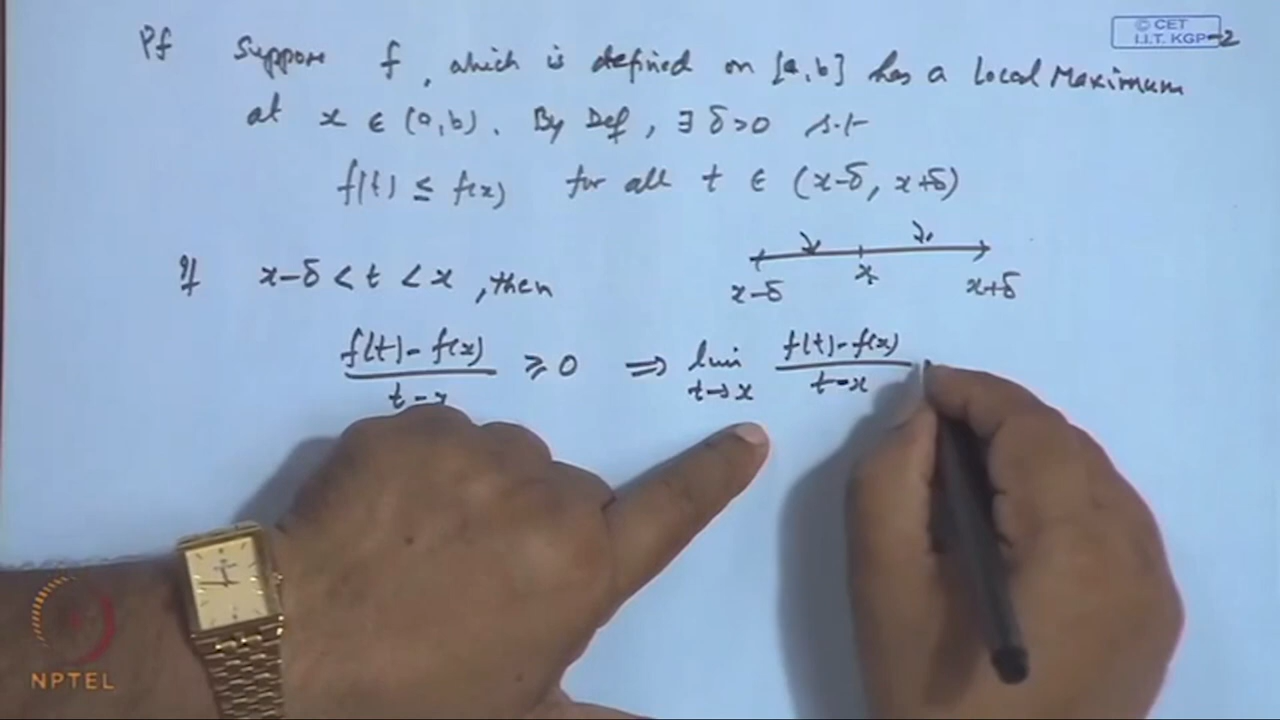 © CET
I.I.T. KGP
-2
Pf Suppose f, which is defined on [a,b] has a Local Maximum
at x ∈ (a,b). By Def, ∃ δ>0 s.t
f(t) ≤ f(x) for all t ∈ (x-δ, x+δ)
If x-δ < t < x, then
x-δ x x+δ
f(t) - f(x) / t - x ≥ 0 ⇒ lim t→x f(t) - f(x) / t - x
NPTEL